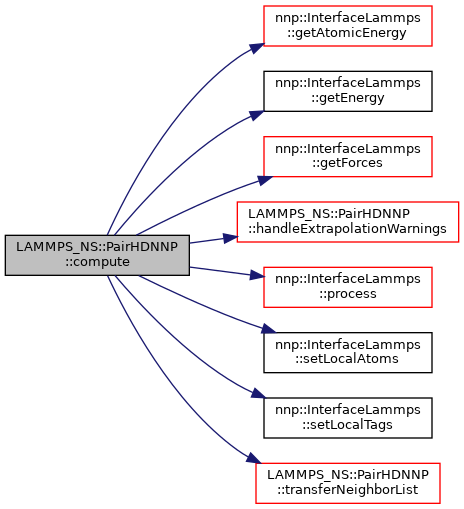 nnp::InterfaceLammps
::getAtomicEnergy
nnp::InterfaceLammps
::getEnergy
nnp::InterfaceLammps
::getForces
LAMMPS_NS::PairHDNNP
::handleExtrapolationWarnings
LAMMPS_NS::PairHDNNP
::compute
nnp::InterfaceLammps
::process
nnp::InterfaceLammps
::setLocalAtoms
nnp::InterfaceLammps
::setLocalTags
LAMMPS_NS::PairHDNNP
::transferNeighborList